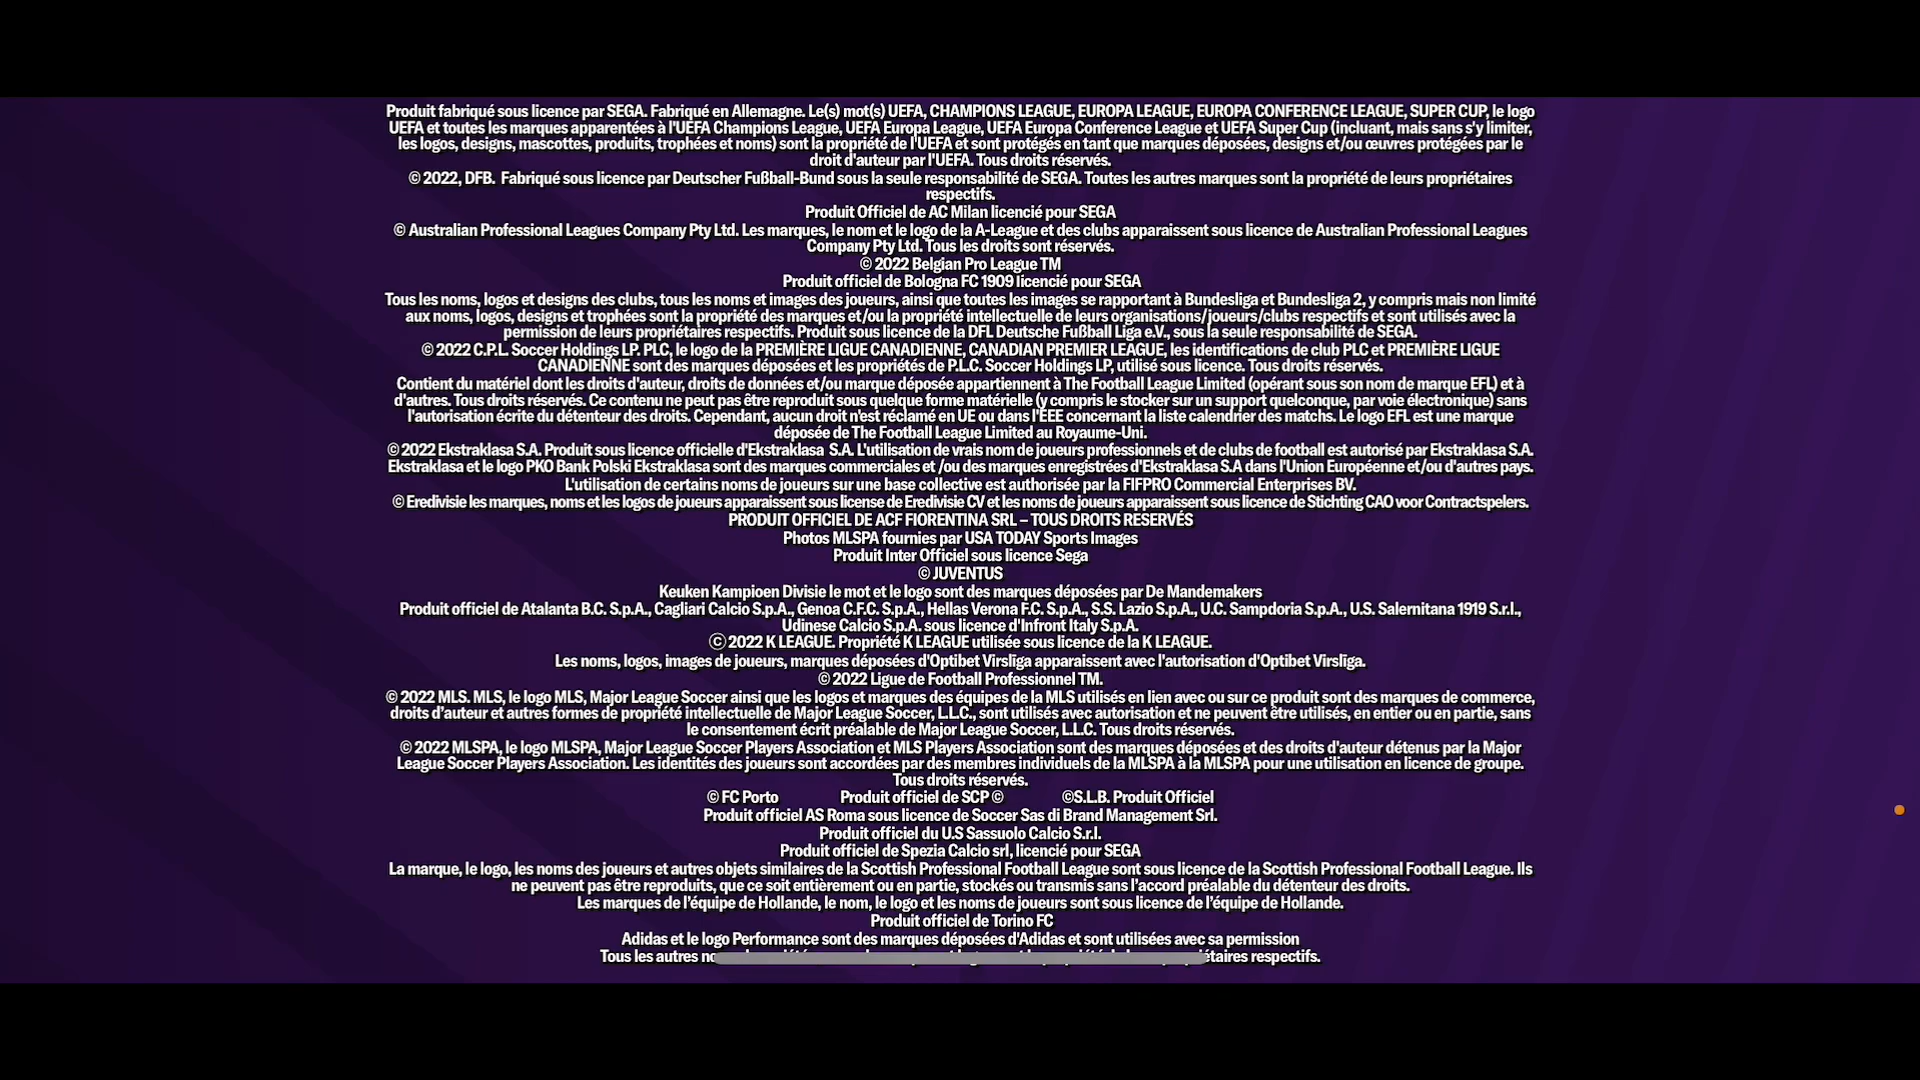 Produit fabriqué sous licence par SEGA. Fabriqué en Allemagne. Le(s) mot(s) UEFA, CHAMPIONS LEAGUE, EUROPA LEAGUE, EUROPA CONFERENCE LEAGUE, SUPER CUP, le logo
UEFA et toutes les marques apparentées à l'UEFA Champions League, UEFA Europa League, UEFA Europa Conference League et UEFA Super Cup (incluant, mais sans s'y limiter,
les logos, designs, mascottes, produits, trophées et noms) sont la propriété de l'UEFA et sont protégés en tant que marques déposées, designs et/ou œuvres protégées par le
droit d'auteur par l'UEFA. Tous droits réservés.
© 2022, DFB. Fabriqué sous licence par Deutscher Fußball-Bund sous la seule responsabilité de SEGA. Toutes les autres marques sont la propriété de leurs propriétaires
respectifs.
Produit Officiel de AC Milan licencié pour SEGA
© Australian Professional Leagues Company Pty Ltd. Les marques, le nom et le logo de la A-League et des clubs apparaissent sous licence de Australian Professional Leagues
Company Pty Ltd. Tous les droits sont réservés.
© 2022 Belgian Pro League TM
Produit officiel de Bologna FC 1909 licencié pour SEGA
Tous les noms, logos et designs des clubs, tous les noms et images des joueurs, ainsi que toutes les images se rapportant à Bundesliga et Bundesliga 2, y compris mais non limité
aux noms, logos, designs et trophées sont la propriété des marques et/ou la propriété intellectuelle de leurs organisations/joueurs/clubs respectifs et sont utilisés avec la
permission de leurs propriétaires respectifs. Produit sous licence de la DFL Deutsche Fußball Liga e.V., sous la seule responsabilité de SEGA.
© 2022 C.P.L. Soccer Holdings LP. PLC, le logo de la PREMIÈRE LIGUE CANADIENNE, CANADIAN PREMIER LEAGUE, les identifications de club PLC et PREMIÈRE LIGUE
CANADIENNE sont des marques déposées et les propriétés de P.L.C. Soccer Holdings LP, utilisé sous licence. Tous droits réservés.
Contient du matériel dont les droits d'auteur, droits de données et/ou marque déposée appartiennent à The Football League Limited (opérant sous son nom de marque EFL) et à
d'autres. Tous droits réservés. Ce contenu ne peut pas être reproduit sous quelque forme matérielle (y compris le stocker sur un support quelconque, par voie électronique) sans
l'autorisation écrite du détenteur des droits. Cependant, aucun droit n'est réclamé en UE ou dans l'EEE concernant la liste calendrier des matchs. Le logo EFL est une marque
déposée de The Football League Limited au Royaume-Uni.
© 2022 Ekstraklasa S.A. Produit sous licence officielle d'Ekstraklasa S.A. L'utilisation de vrais nom de joueurs professionnels et de clubs de football est autorisé par Ekstraklasa S.A.
Ekstraklasa et le logo PKO Bank Polski Ekstraklasa sont des marques commerciales et /ou des marques enregistrées d'Ekstraklasa S.A dans l'Union Européenne et/ou d'autres pays.
L'utilisation de certains noms de joueurs sur une base collective est authorisée par la FIFPRO Commercial Enterprises BV.
© Eredivisie les marques, noms et les logos de joueurs apparaissent sous license de Eredivisie CV et les noms de joueurs apparaissent sous licence de Stichting CAO voor Contractspelers.
PRODUIT OFFICIEL DE ACF FIORENTINA SRL – TOUS DROITS RESERVÉS
Photos MLSPA fournies par USA TODAY Sports Images
Produit Inter Officiel sous licence Sega
© JUVENTUS
Keuken Kampioen Divisie le mot et le logo sont des marques déposées par De Mandemakers
Produit officiel de Atalanta B.C. S.p.A., Cagliari Calcio S.p.A., Genoa C.F.C. S.p.A., Hellas Verona F.C. S.p.A., S.S. Lazio S.p.A., U.C. Sampdoria S.p.A., U.S. Salernitana 1919 S.r.l.,
Udinese Calcio S.p.A. sous licence d'Infront Italy S.p.A.
© 2022 K LEAGUE. Propriété K LEAGUE utilisée sous licence de la K LEAGUE.
Les noms, logos, images de joueurs, marques déposées d'Optibet Virslīga apparaissent avec l'autorisation d'Optibet Virslīga.
© 2022 Ligue de Football Professionnel TM.
© 2022 MLS. MLS, le logo MLS, Major League Soccer ainsi que les logos et marques des équipes de la MLS utilisés en lien avec ou sur ce produit sont des marques de commerce,
droits d'auteur et autres formes de propriété intellectuelle de Major League Soccer, L.L.C., sont utilisés avec autorisation et ne peuvent être utilisés, en entier ou en partie, sans
le consentement écrit préalable de Major League Soccer, L.L.C. Tous droits réservés.
© 2022 MLSPA, le logo MLSPA, Major League Soccer Players Association et MLS Players Association sont des marques déposées et des droits d'auteur détenus par la Major
League Soccer Players Association. Les identités des joueurs sont accordées par des membres individuels de la MLSPA à la MLSPA pour une utilisation en licence de groupe.
Tous droits réservés.
© FC Porto Produit officiel de SCP © ©S.L.B. Produit Officiel
Produit officiel AS Roma sous licence de Soccer Sas di Brand Management Srl.
Produit officiel du U.S Sassuolo Calcio S.r.l.
Produit officiel de Spezia Calcio srl, licencié pour SEGA
La marque, le logo, les noms des joueurs et autres objets similaires de la Scottish Professional Football League sont sous licence de la Scottish Professional Football League. Ils
ne peuvent pas être reproduits, que ce soit entièrement ou en partie, stockés ou transmis sans l'accord préalable du détenteur des droits.
Les marques de l'équipe de Hollande, le nom, le logo et les noms de joueurs sont sous licence de l'équipe de Hollande.
Produit officiel de Torino FC
Adidas et le logo Performance sont des marques déposées d'Adidas et sont utilisées avec sa permission
Tous les autres respectifs.